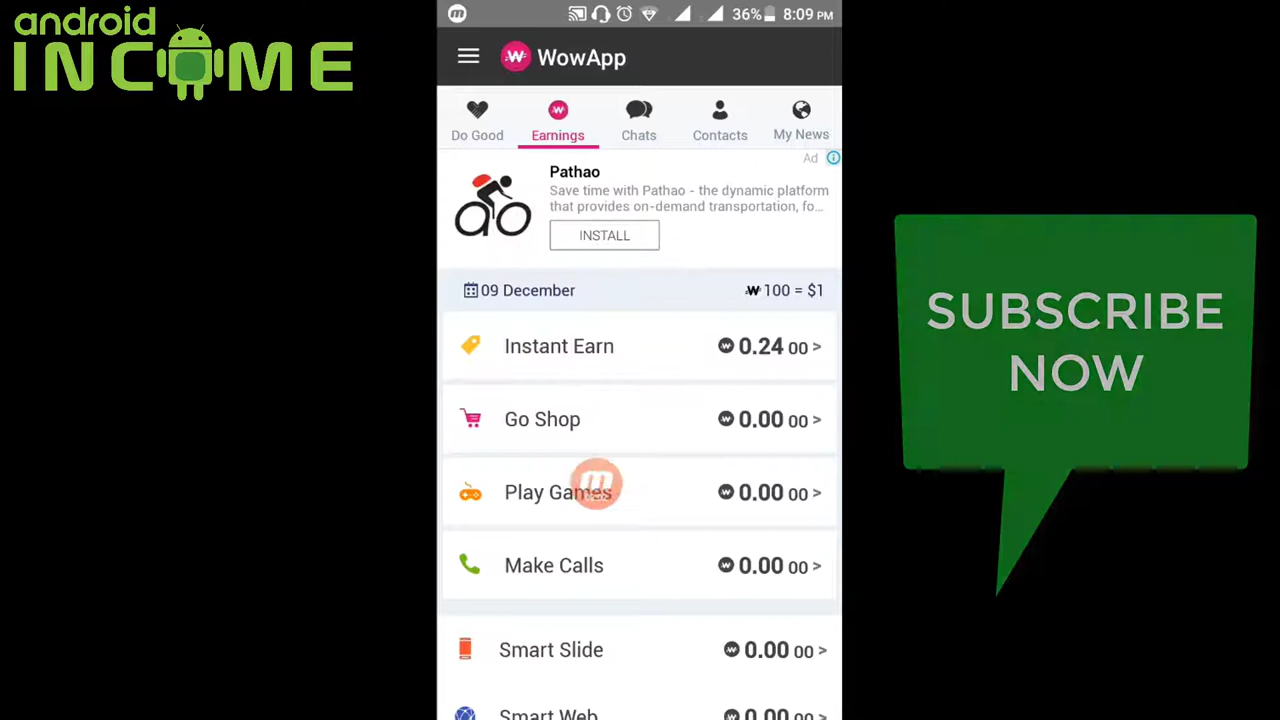 android
INCOME
36% 8:09 PM
WowApp
Do Good
Earnings
Chats
Contacts
My News
Ad
Pathao
Save time with Pathao - the dynamic platform
that provides on-demand transportation, fo...
INSTALL
09 December
W 100 = $1
Instant Earn
0.24 00 >
Go Shop
0.00 00 >
Play Games
0.00 00 >
Make Calls
0.00 00 >
Smart Slide
0.00 00 >
Smart Web
0.00 00 >
SUBSCRIBE
NOW